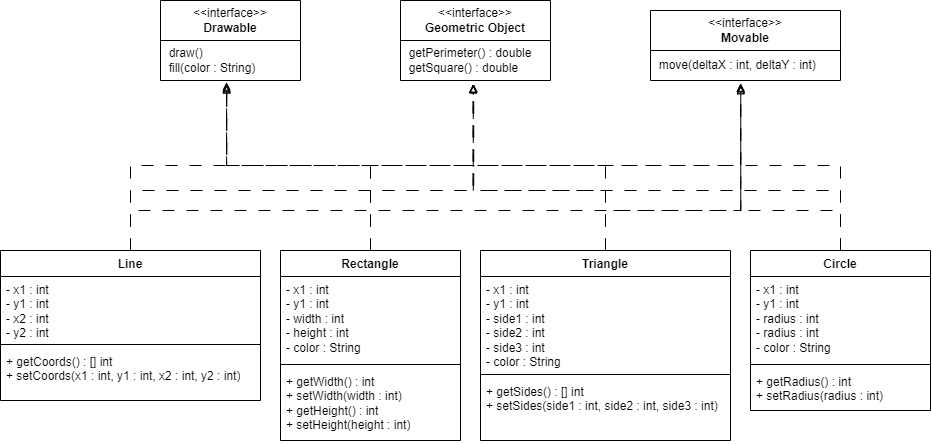 <<interface>>
Drawable
draw()
fill(color : String)
<<interface>>
Geometric Object
getPerimeter() : double
getSquare() : double
<<interface>>
Movable
move(deltaX : int, deltaY : int)
Line
- x1 : int
- y1 : int
- x2 : int
- y2 : int
+ getCoords() : [] int
+ setCoords(x1 : int, y1 : int, x2 : int, y2 : int)
Rectangle
- x1 : int
- y1 : int
- width : int
- height : int
- color : String
+ getWidth() : int
+ setWidth(width : int)
+ getHeight() : int
+ setHeight(height : int)
Triangle
- x1 : int
- y1 : int
- side1 : int
- side2 : int
- side3 : int
- color : String
+ getSides() : [] int
+ setSides(side1 : int, side2 : int, side3 : int)
Circle
- x1 : int
- y1 : int
- radius : int
- radius : int
- color : String
+ getRadius() : int
+ setRadius(radius : int)